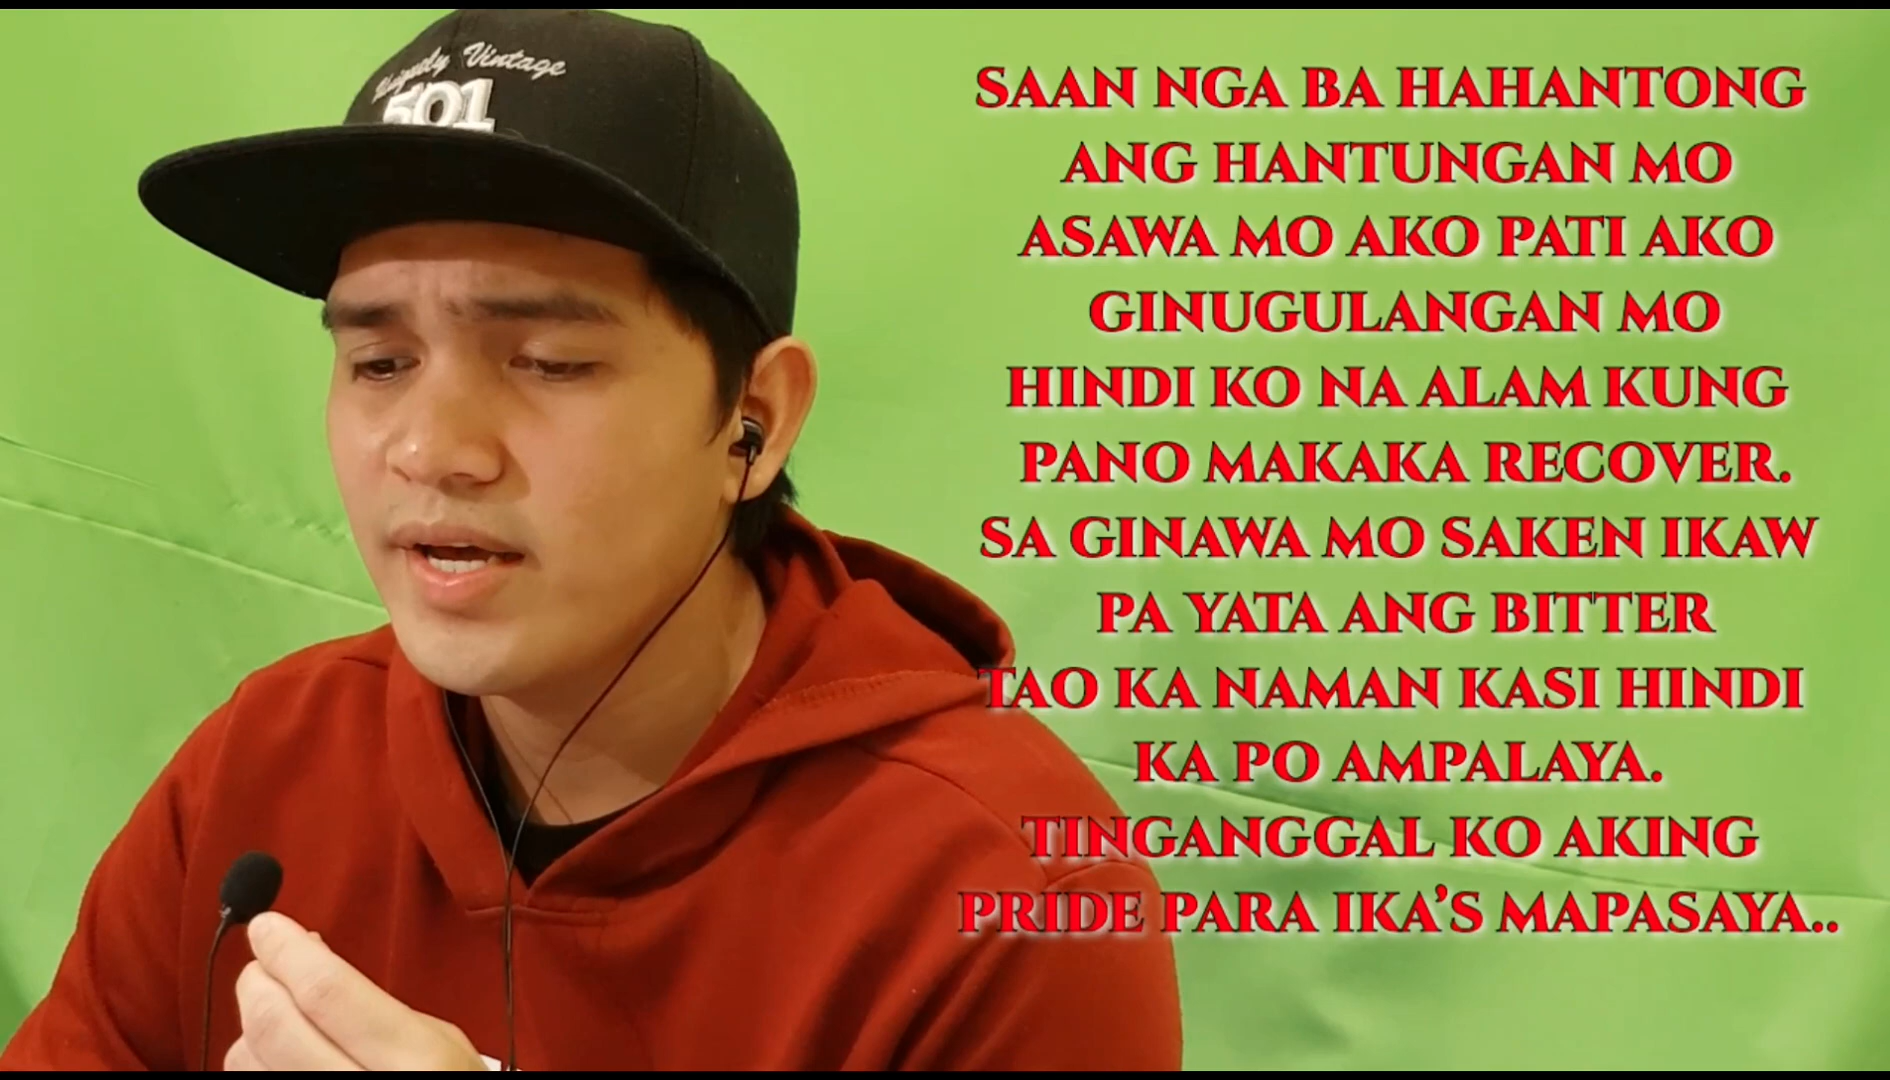 Uniquely Vintage
501
SAAN NGA BA HAHANTONG
ANG HANTUNGAN MO
ASAWA MO AKO PATI AKO
GINUGULANGAN MO
HINDI KO NA ALAM KUNG
PANO MAKAKA RECOVER.
SA GINAWA MO SAKEN IKAW
PA YATA ANG BITTER
TAO KA NAMAN KASI HINDI
KA PO AMPALAYA.
TINGANGGAL KO AKING
PRIDE PARA IKA'S MAPASAYA..